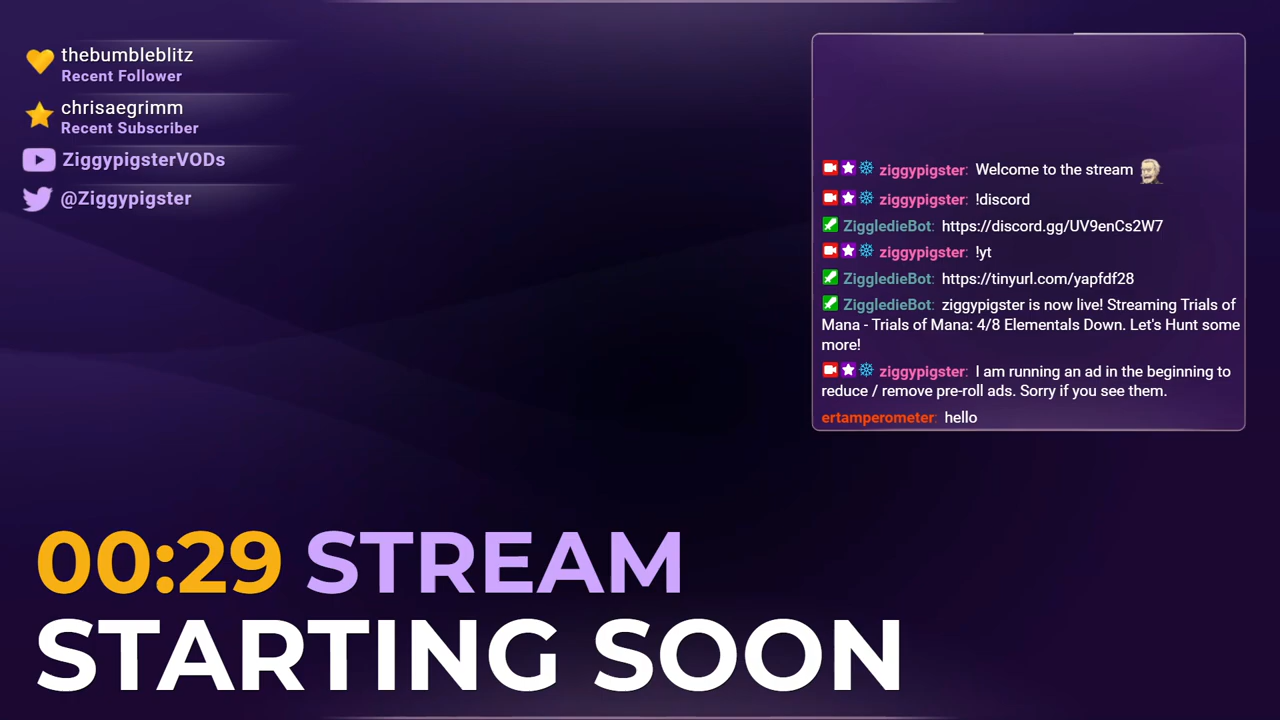 thebumbleblitz
Recent Follower
chrisaegrimm
Recent Subscriber
ZiggypigsterVODs
@Ziggypigster
ziggypigster: Welcome to the stream
ziggypigster: !discord
ZiggledieBot: https://discord.gg/UV9enCs2W7
ziggypigster: !yt
ZiggledieBot: https://tinyurl.com/yapfdf28
ZiggledieBot: ziggypigster is now live! Streaming Trials of
Mana - Trials of Mana: 4/8 Elementals Down. Let's Hunt some
more!
ziggypigster: I am running an ad in the beginning to
reduce / remove pre-roll ads. Sorry if you see them.
ertamperometer: hello
00:29 STREAM
STARTING SOON